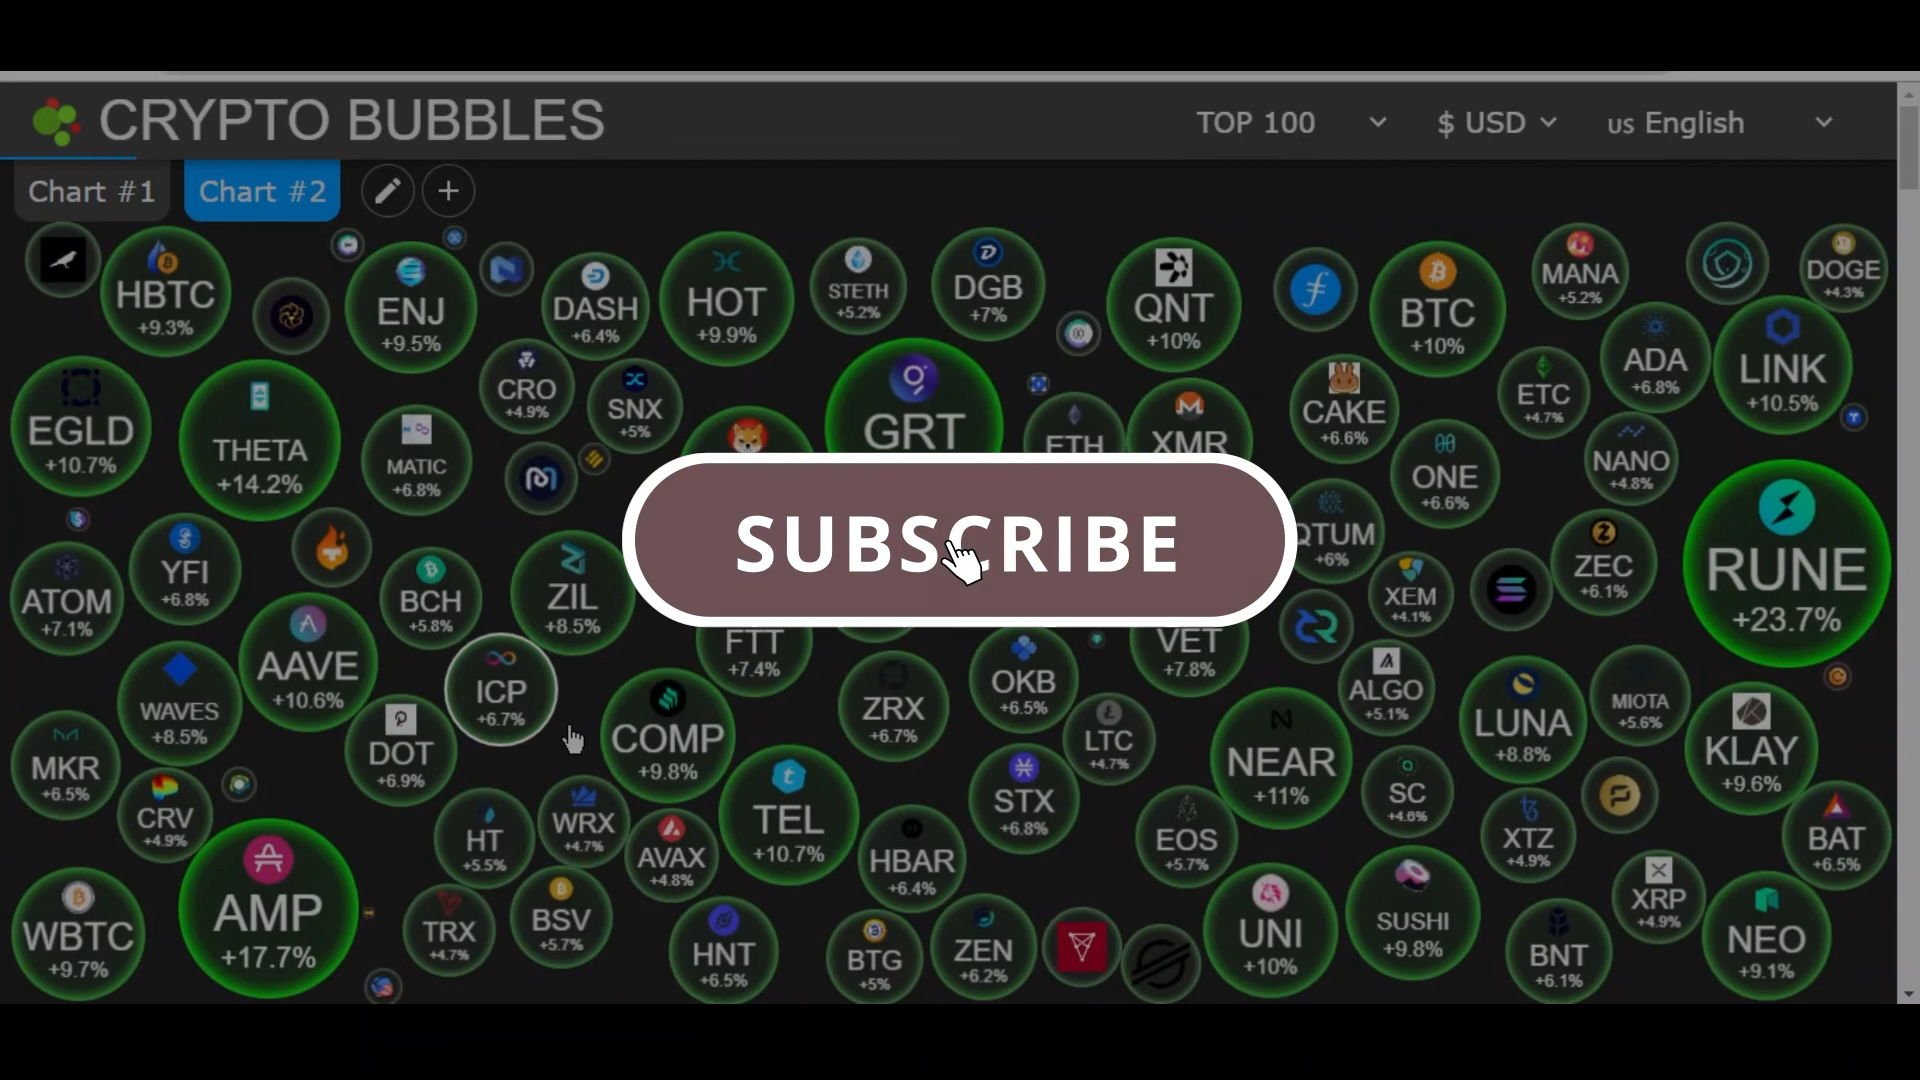 CRYPTO BUBBLES
TOP 100
$ USD
us English
Chart #1
Chart #2
HBTC
+9.3%
ENJ
+9.5%
DASH
+6.4%
HOT
+9.9%
STETH
+5.2%
DGB
+7%
QNT
+10%
BTC
+10%
MANA
+5.2%
DOGE
+4.3%
EGLD
+10.7%
THETA
+14.2%
MATIC
+6.8%
CRO
+4.9%
SNX
+5%
GRT
ETH
XMR
CAKE
+6.6%
ETC
+4.7%
ADA
+6.8%
LINK
+10.5%
ONE
+6.6%
NANO
+4.8%
SUBSCRIBE
QTUM
+6%
ATOM
+7.1%
YFI
+6.8%
BCH
+5.8%
ZIL
+8.5%
XEM
+4.1%
ZEC
+6.1%
RUNE
+23.7%
AAVE
+10.6%
ICP
+6.7%
FTT
+7.4%
VET
+7.8%
WAVES
+8.5%
DOT
+6.9%
COMP
+9.8%
ZRX
+6.7%
OKB
+6.5%
LTC
+4.7%
NEAR
+11%
ALGO
+5.1%
LUNA
+8.8%
MIOTA
+5.6%
KLAY
+9.6%
MKR
+6.5%
CRV
+4.9%
HT
+5.5%
WRX
+4.7%
AVAX
+4.8%
TEL
+10.7%
HBAR
+6.4%
STX
+6.8%
EOS
+5.7%
SC
+4.6%
XTZ
+4.9%
BAT
+6.5%
WBTC
+9.7%
AMP
+17.7%
TRX
+4.7%
BSV
+5.7%
HNT
+6.5%
BTG
+5%
ZEN
+6.2%
UNI
+10%
SUSHI
+9.8%
BNT
+6.1%
XRP
+4.9%
NEO
+9.1%